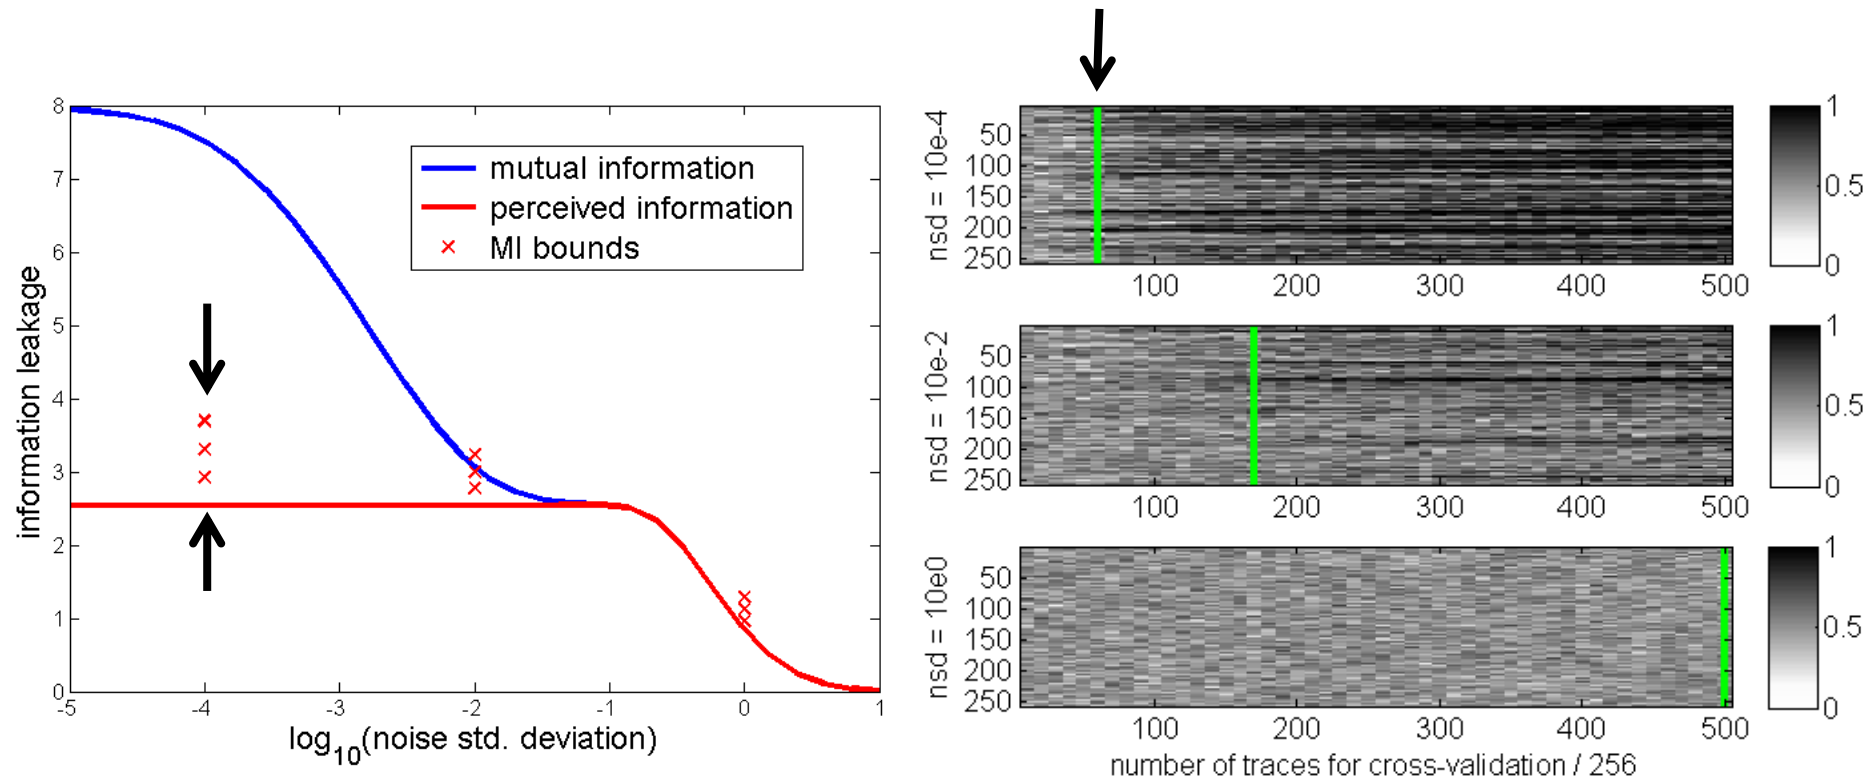 8
7
6
5
4
3
2
1
0
-5 -4 -3 -2 -1 0 1
information leakage
log10(noise std. deviation)
mutual information
perceived information
MI bounds
nsd = 10e-4
50
100
150
200
250
100 200 300 400 500
1
0.5
0
nsd = 10e-2
50
100
150
200
250
100 200 300 400 500
1
0.5
0
nsd = 10e0
50
100
150
200
250
100 200 300 400 500
1
0.5
0
number of traces for cross-validation / 256